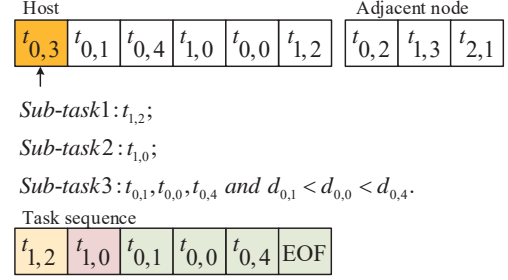 Host Adjacent node
t0,3 t0,1 t0,4 t1,0 t0,0 t1,2 t0,2 t1,3 t2,1
Sub-task1: t1,2;
Sub-task2: t1,0;
Sub-task3: t0,1, t0,0, t0,4 and d0,1 < d0,0 < d0,4.
Task sequence
t1,2 t1,0 t0,1 t0,0 t0,4 EOF